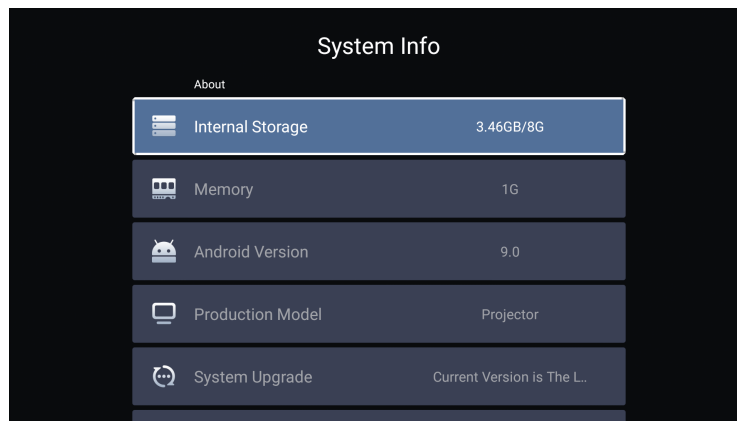 System Info
About
Internal Storage 3.46GB/8G
Memory 1G
Android Version 9.0
Production Model Projector
System Upgrade Current Version is The L..